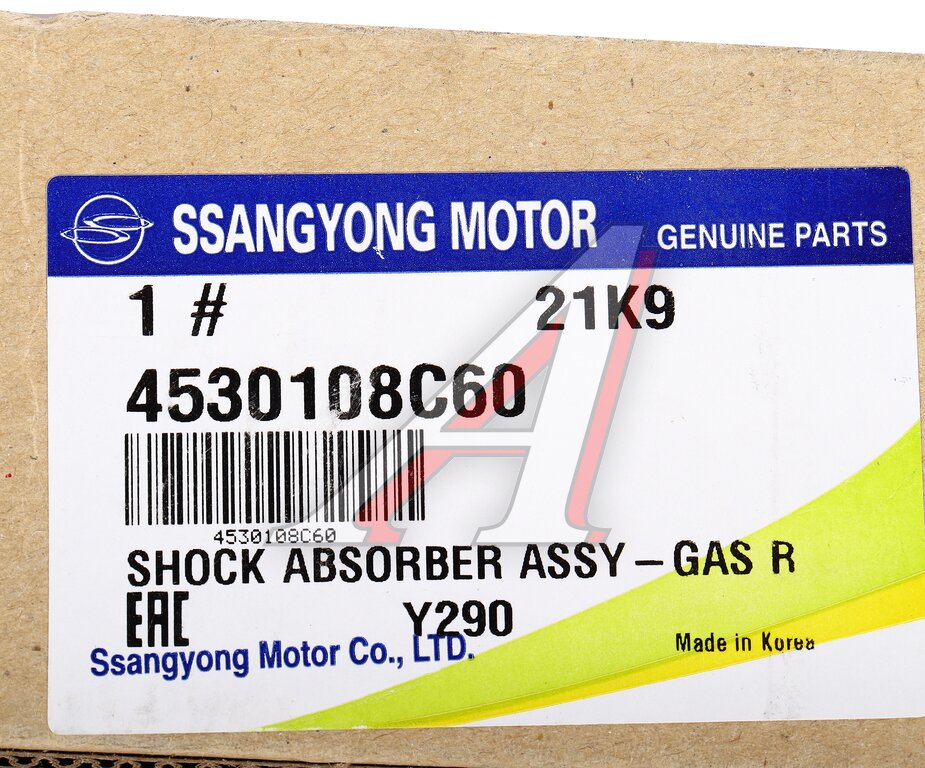 SSANGYONG MOTOR GENUINE PARTS
1 # 21K9
4530108C60
4530108C60
SHOCK ABSORBER ASSY-GAS R
EAC Y290
Ssangyong Motor Co., LTD. Made in Korea